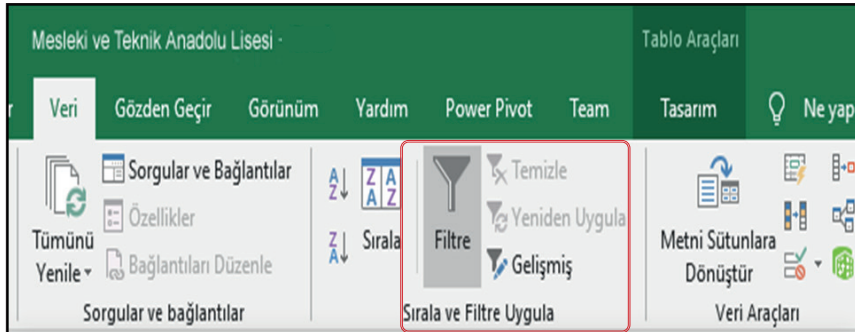 Mesleki ve Teknik Anadolu Lisesi -
Tablo Araçları
r Veri Gözden Geçir Görünüm Yardım Power Pivot Team Tasarım Ne yap
Tümünü
Yenile
Sorgular ve Bağlantılar
Özellikler
Bağlantıları Düzenle
Sorgular ve bağlantılar
A
Z
Z
A
Z A
A Z
Sırala
Filtre
Temizle
Yeniden Uygula
Gelişmiş
Sırala ve Filtre Uygula
Metni Sütunlara
Dönüştür
Veri Araçları